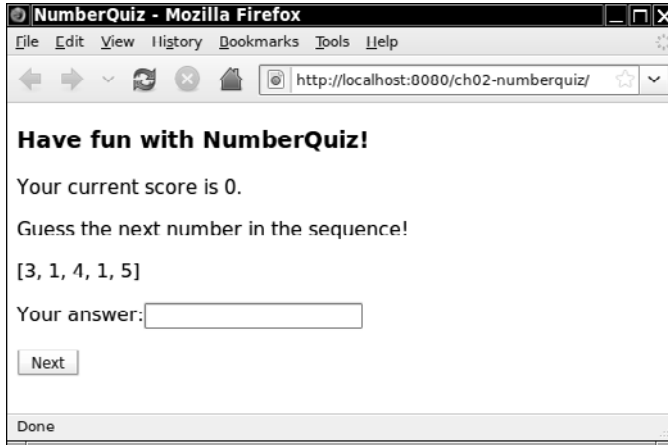 NumberQuiz - Mozilla Firefox
File Edit View History Bookmarks Tools Help
http://localhost:8080/ch02-numberquiz/
Have fun with NumberQuiz!
Your current score is 0.
Guess the next number in the sequence!
[3, 1, 4, 1, 5]
Your answer:
Next
Done